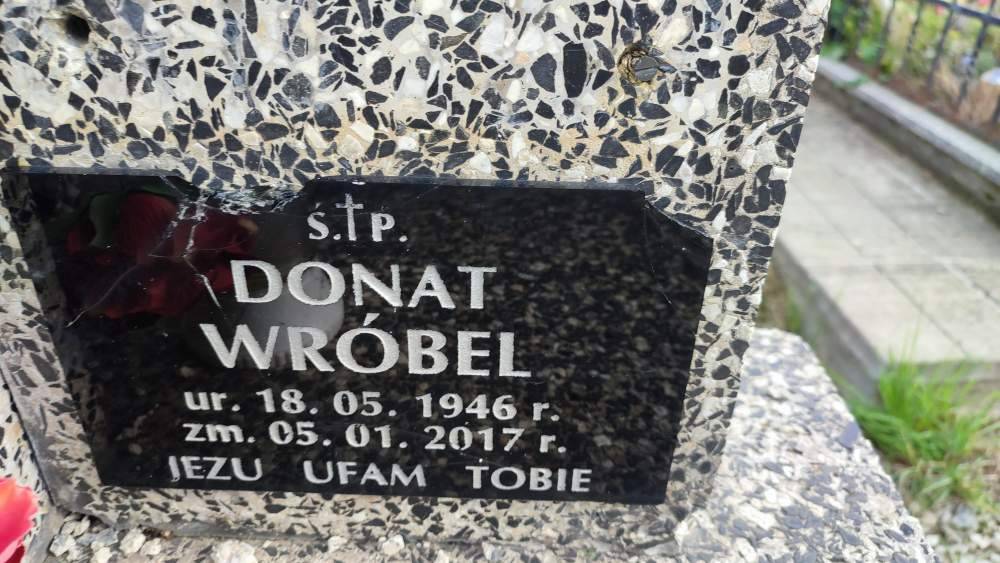 Ś.†P.
DONAT
WRÓBEL
ur. 18. 05. 1946 r.
zm. 05. 01. 2017 r.
JEZU UFAM TOBIE